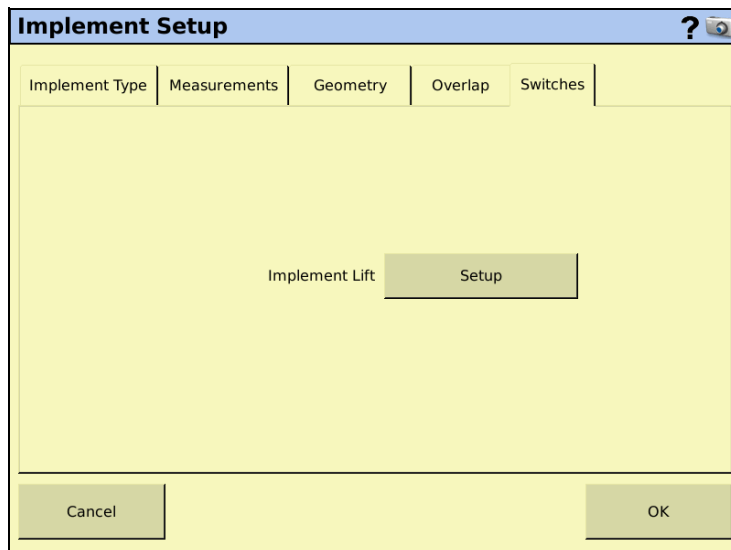 Implement Setup ?
Implement Type Measurements Geometry Overlap Switches
Implement Lift Setup
Cancel OK